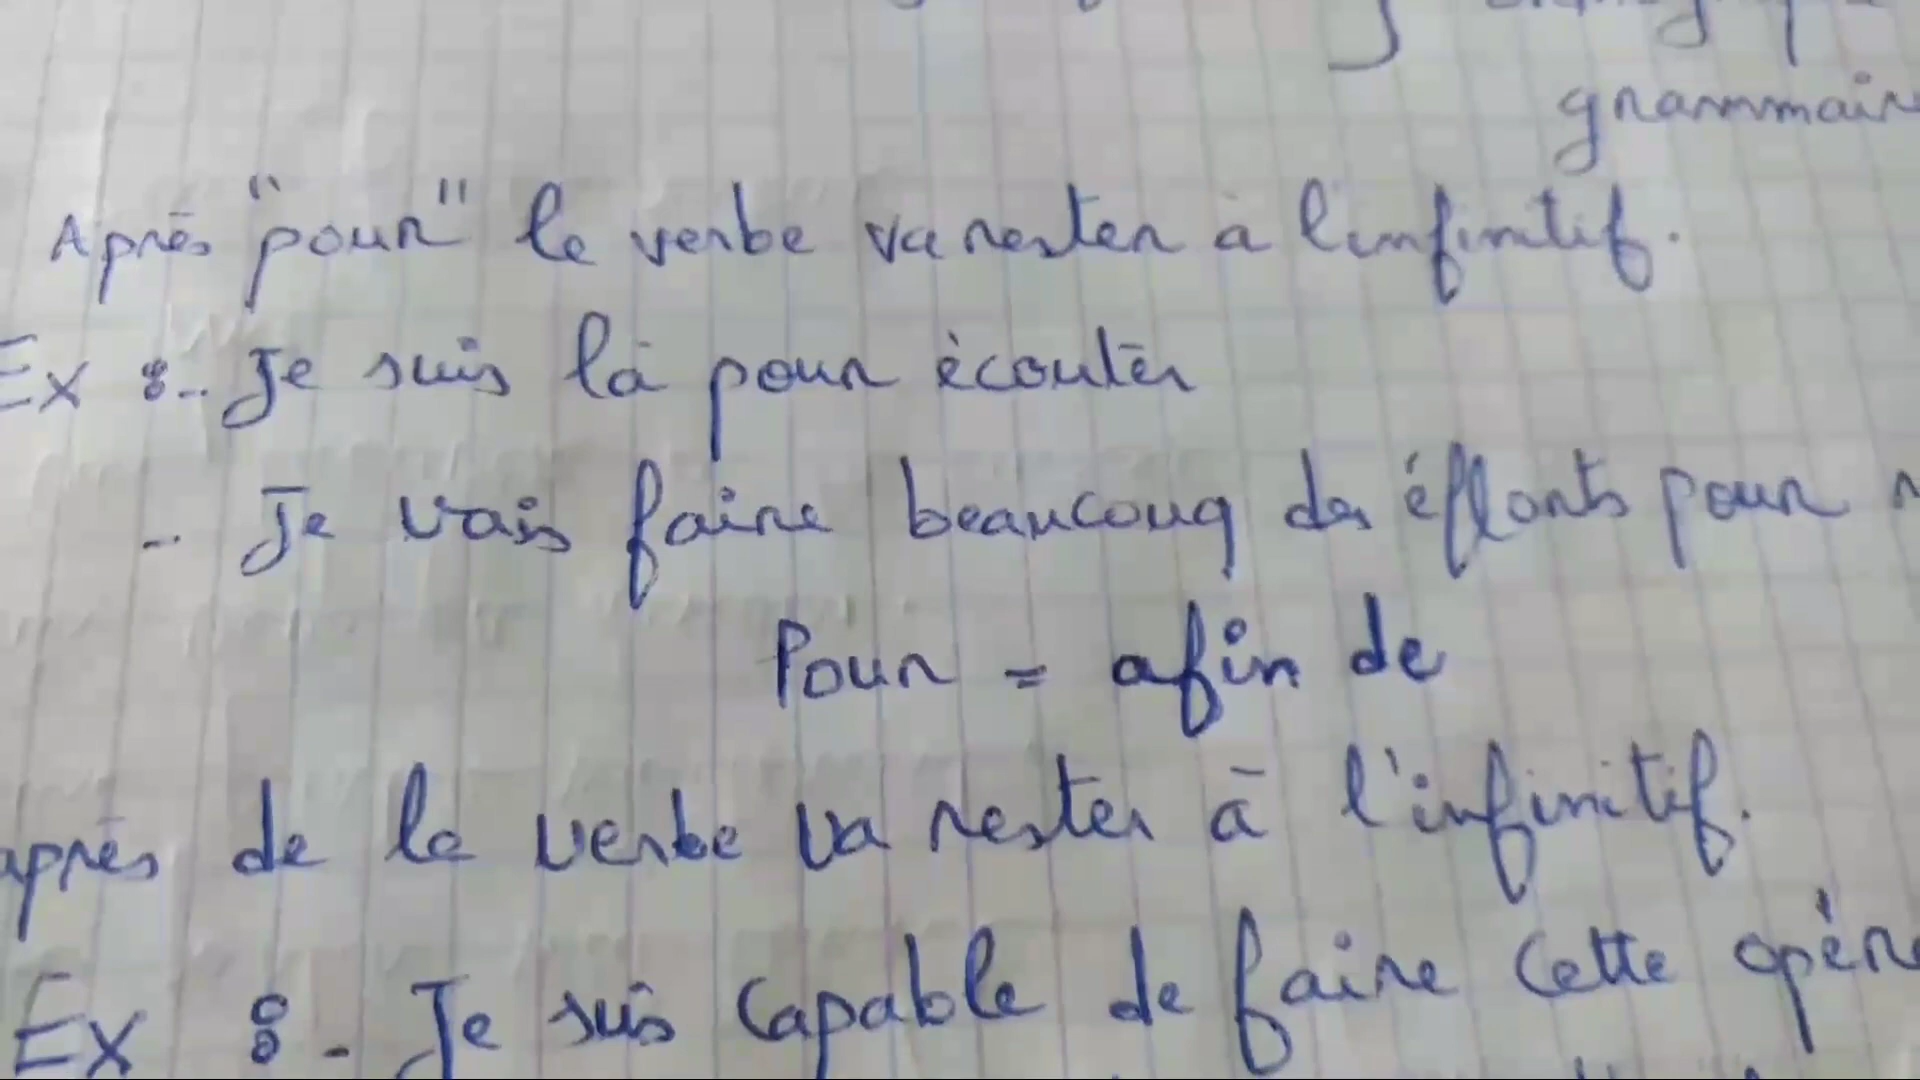 grammaire
Après "pour" le verbe va rester à l'infinitif.
Ex :- Je suis là pour écouter
- Je vais faire beaucoup des éfforts pour
Pour = afin de
après de le verbe va rester à l'infinitif.
Ex :- Je suis capable de faire cette